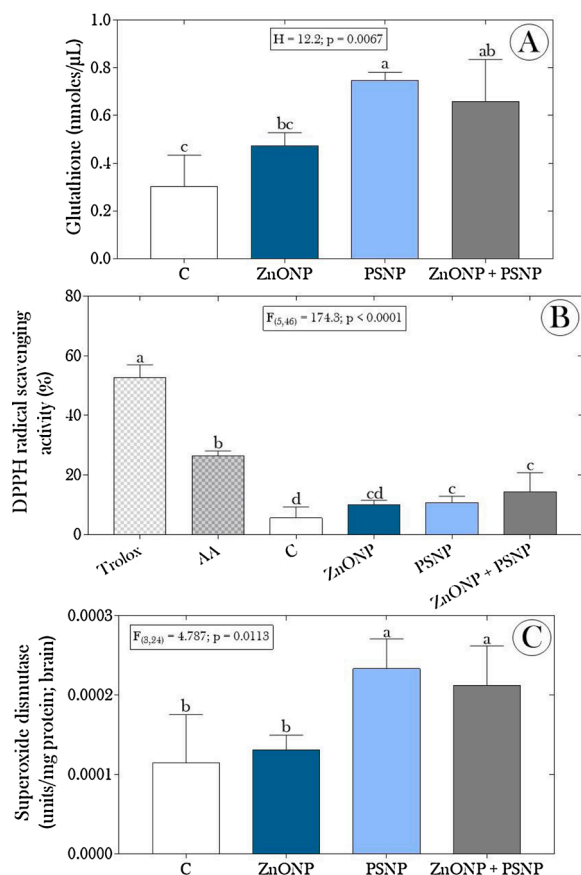 H = 12.2; p = 0.0067
A
Glutathione (nmoles/µL)
1.0
0.8
0.6
0.4
0.2
0.0
c
bc
a
ab
C
ZnONP
PSNP
ZnONP + PSNP
F(5,46) = 174.3; p < 0.0001
B
DPPH radical scavenging
activity (%)
80
60
40
20
0
a
b
d
cd
c
c
Trolox
AA
C
ZnONP
PSNP
ZnONP + PSNP
F(3,24) = 4.787; p = 0.0113
C
Superoxide dismutase
(units/mg protein; brain)
0.0003
0.0002
0.0001
0.0000
b
b
a
a
C
ZnONP
PSNP
ZnONP + PSNP